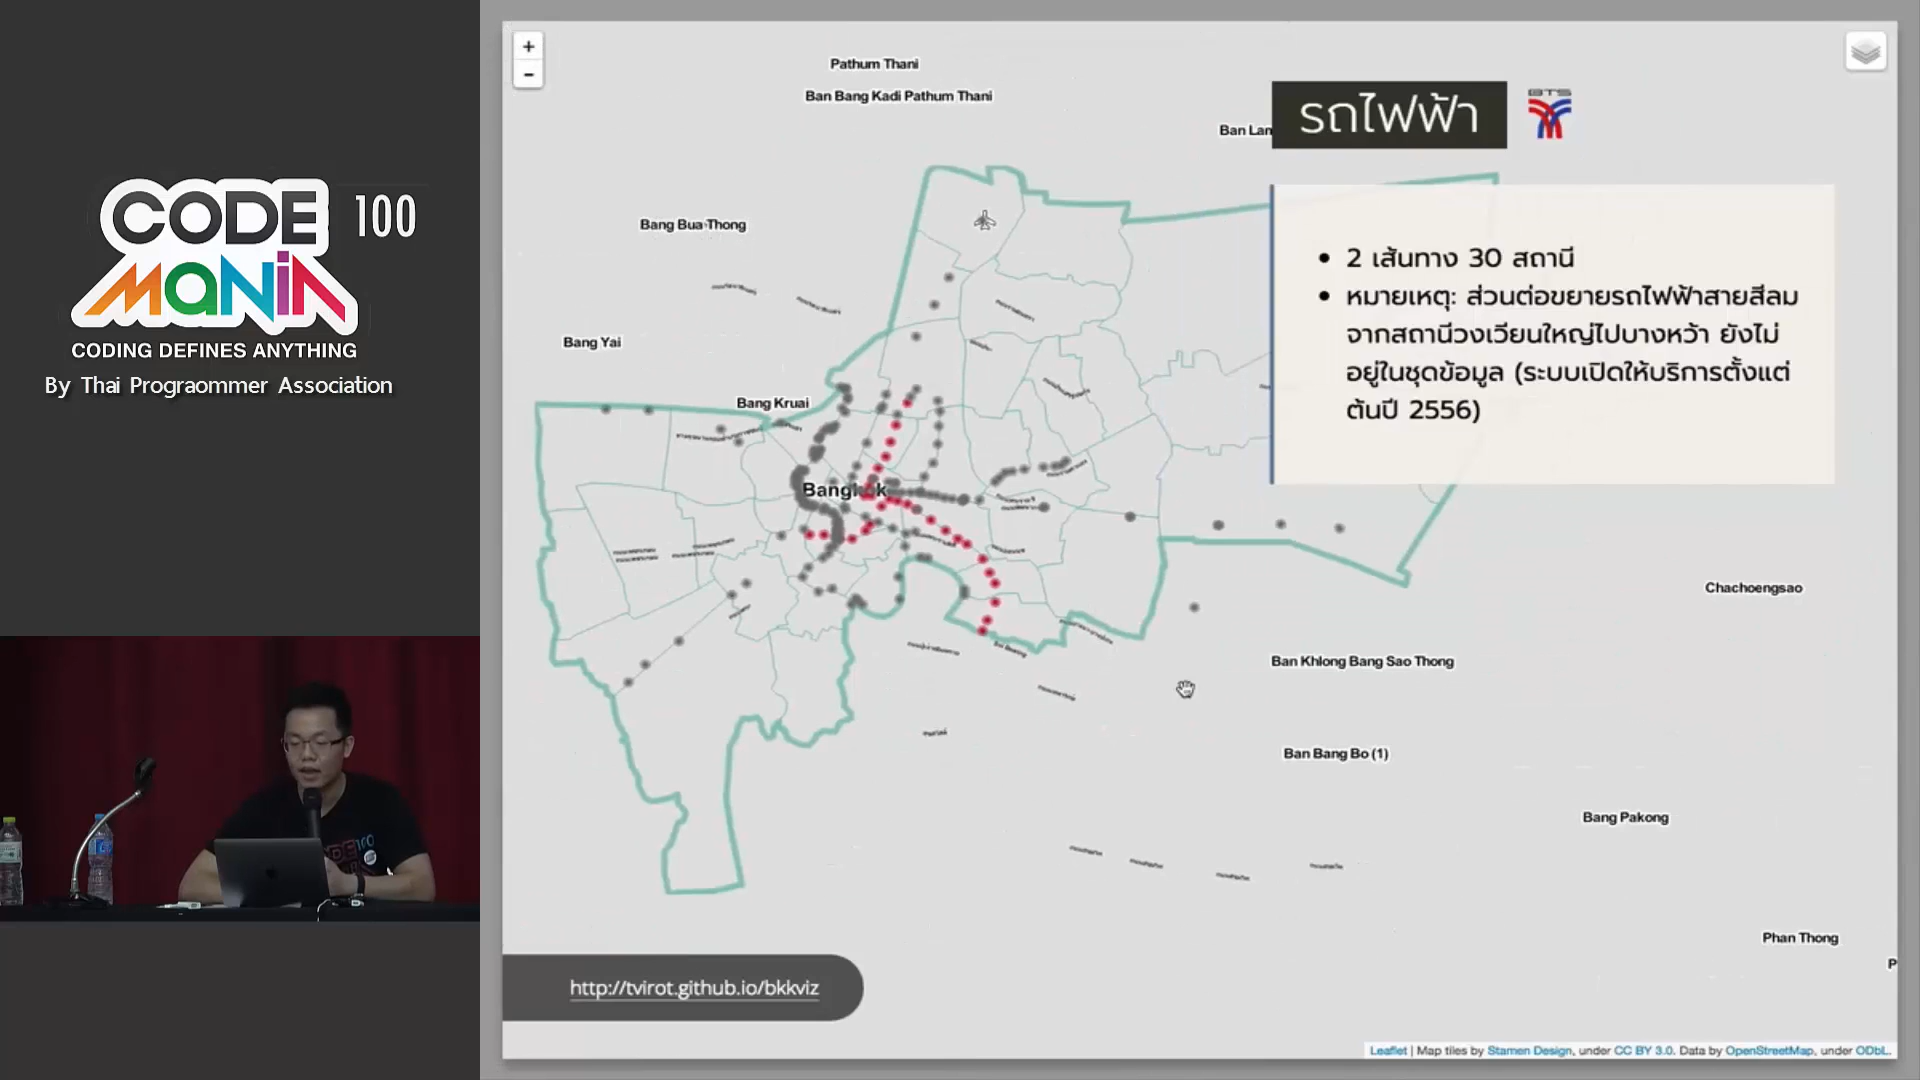 CODE
MANiA
100
CODING DEFINES ANYTHING
By Thai Prograommer Association
+
-
Pathum Thani
Ban Bang Kadi Pathum Thani
Ban Lan
รถไฟฟ้า
BTS
Bang Bua Thong
• 2 เส้นทาง 30 สถานี
• หมายเหตุ: ส่วนต่อขยายรถไฟฟ้าสายสีลม
จากสถานีวงเวียนใหญ่ไปบางหว้า ยังไม่
อยู่ในชุดข้อมูล (ระบบเปิดให้บริการตั้งแต่
ต้นปี 2556)
Bang Yai
Bang Kruai
Bangkok
Chachoengsao
Ban Khlong Bang Sao Thong
Ban Bang Bo (1)
Bang Pakong
Phan Thong
P
http://tvirot.github.io/bkkviz
Leaflet | Map tiles by Stamen Design, under CC BY 3.0. Data by OpenStreetMap, under ODbL.